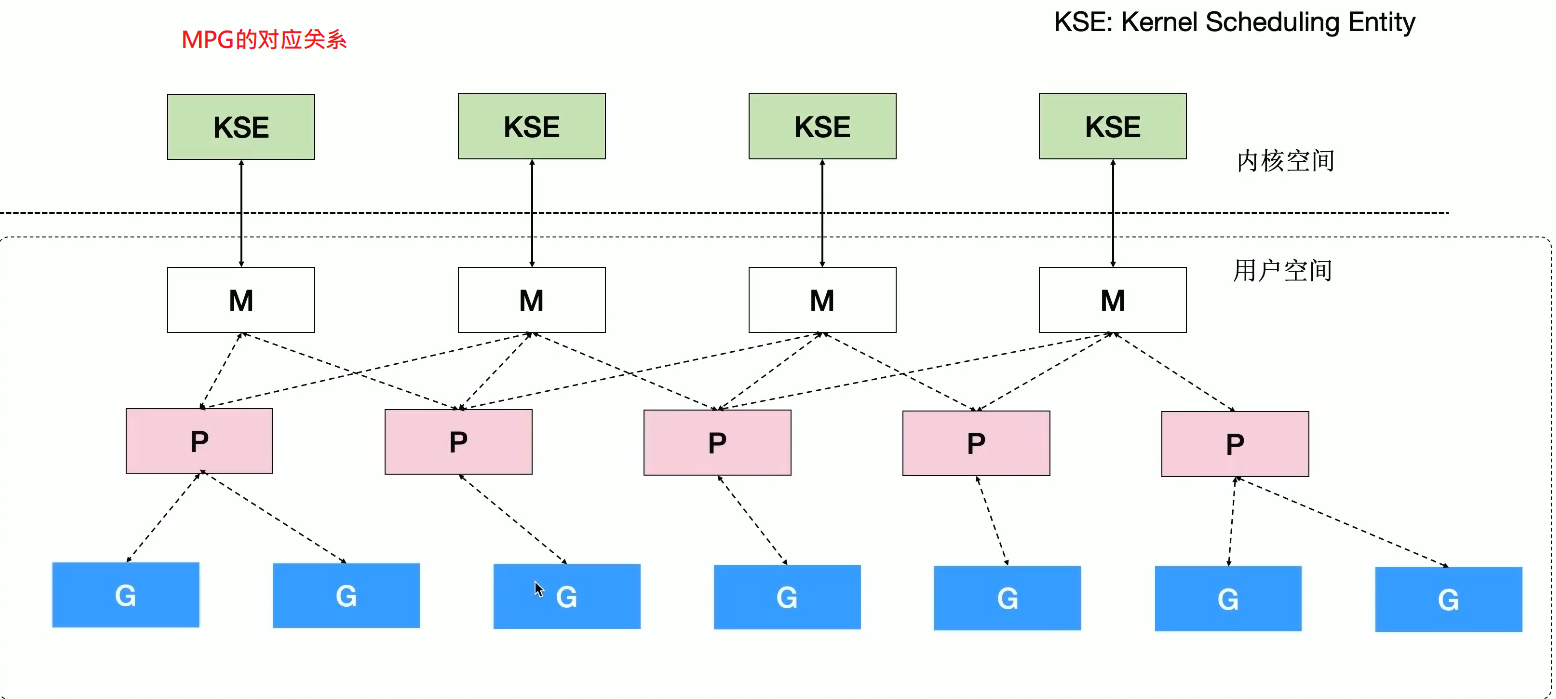 KSE: Kernel Scheduling Entity
MPG的对应关系
KSE KSE KSE KSE
内核空间
用户空间
M M M M
P P P P P
G G G G G G G